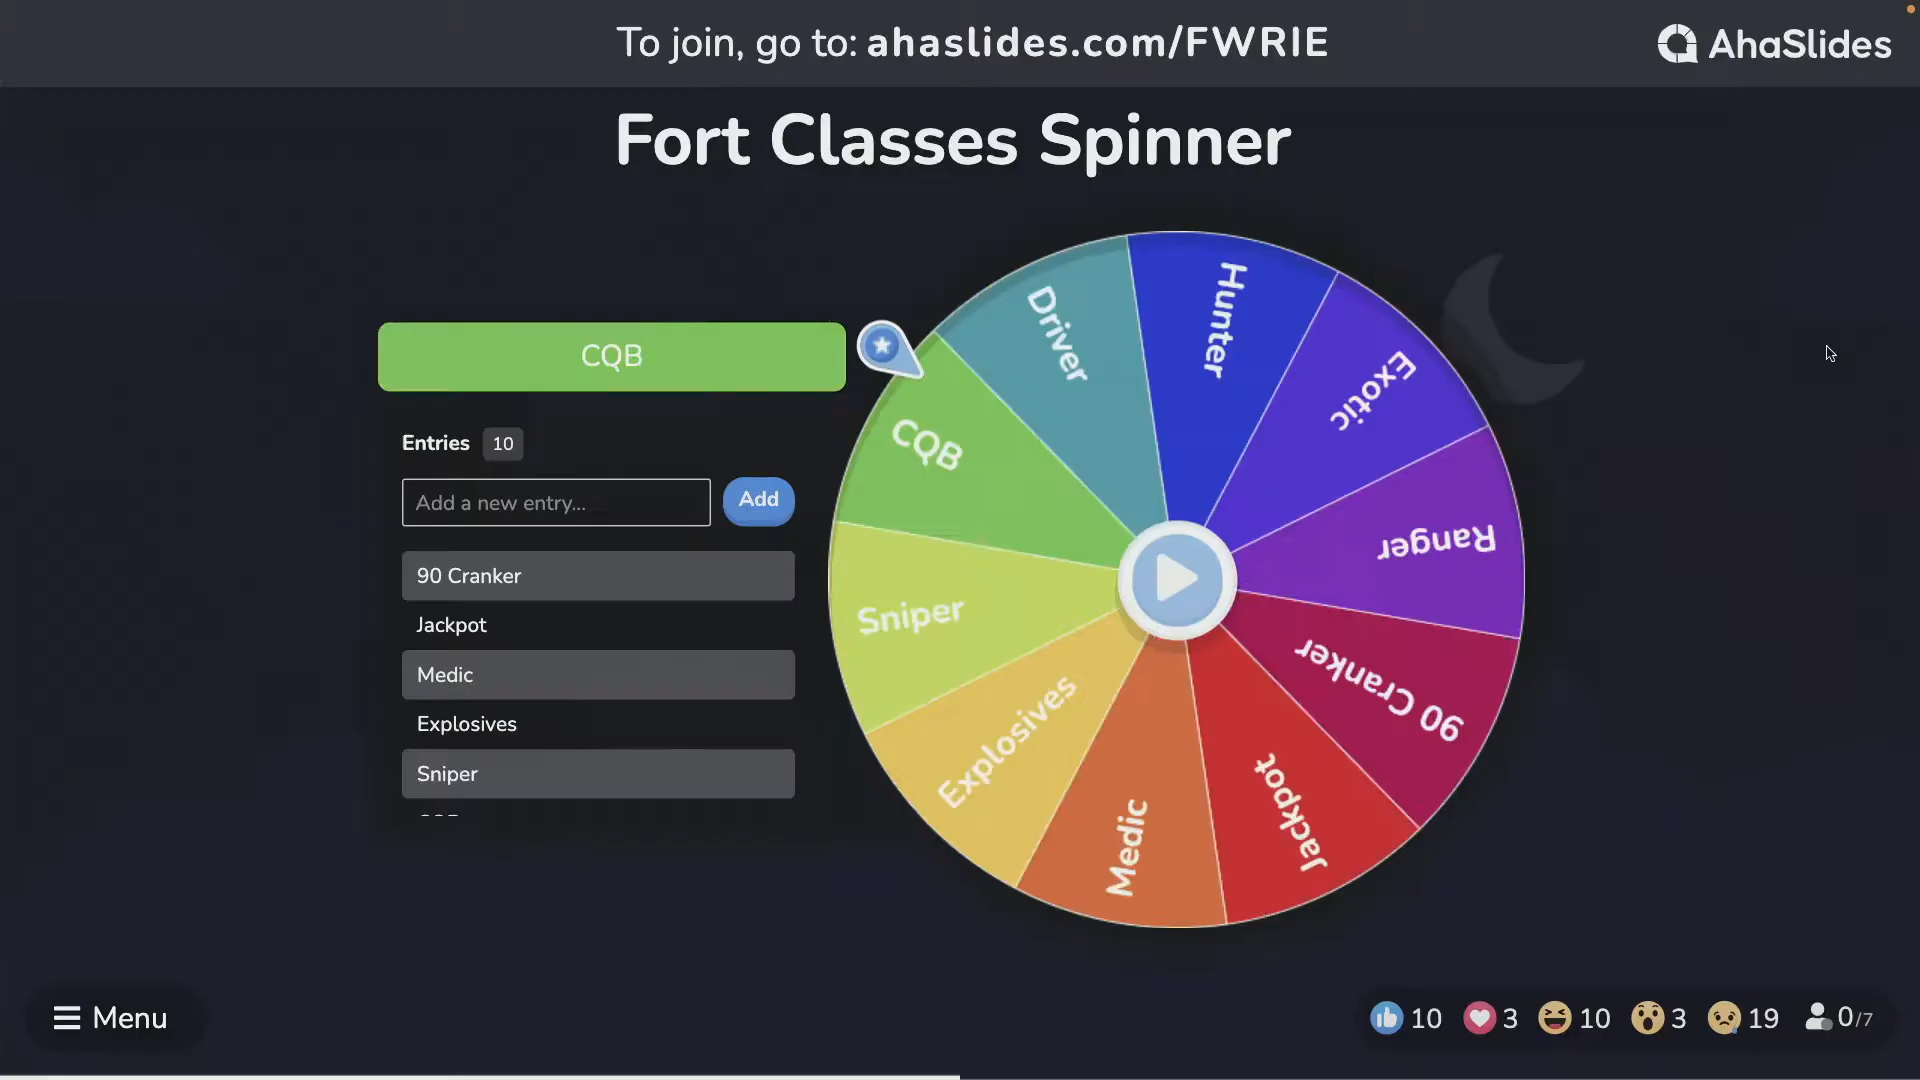 To join, go to: ahaslides.com/FWRIE
AhaSlides
Fort Classes Spinner
CQB
Entries 10
Add a new entry...
Add
90 Cranker
Jackpot
Medic
Explosives
Sniper
Driver
Hunter
Exotic
Ranger
90 Cranker
Jackpot
Medic
Explosives
Sniper
CQB
Menu
10 3 10 3 19 0/7